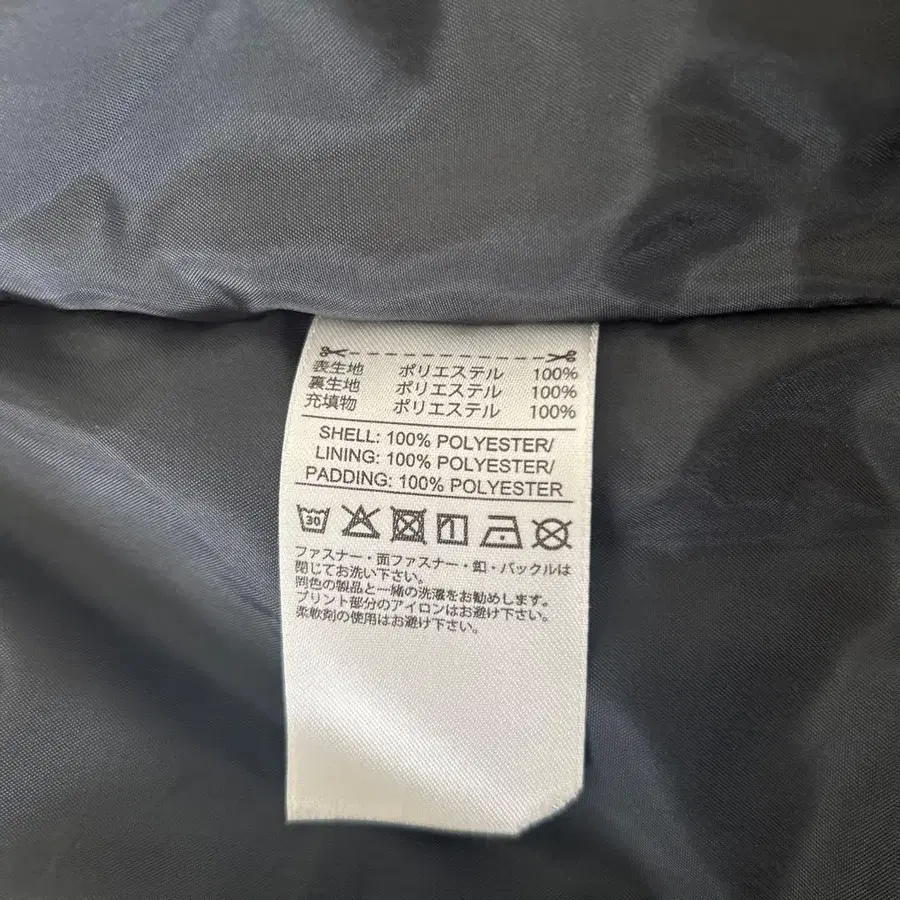 表生地 ポリエステル 100%
裏生地 ポリエステル 100%
充填物 ポリエステル 100%
SHELL: 100% POLYESTER/
LINING: 100% POLYESTER/
PADDING: 100% POLYESTER
30
ファスナー・面ファスナー・釦・バックルは
閉じてお洗い下さい。
同色の製品と一緒の洗濯をお勧めします。
プリント部分のアイロンはお避け下さい。
柔軟剤の使用はお避け下さい。